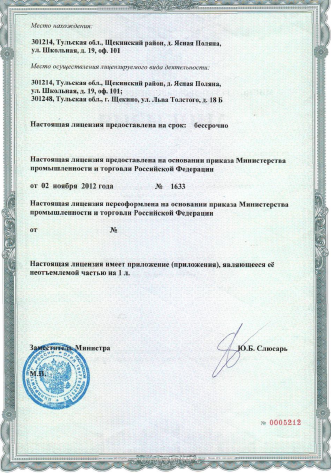 Место нахождения:
301214, Тульская обл., Щекинский район, д. Ясная Поляна,
ул. Школьная, д. 19, оф. 101
Место осуществления лицензируемого вида деятельности:
301214, Тульская обл., Щекинский район, д. Ясная Поляна,
ул. Школьная, д. 19, оф. 101;
301248, Тульская обл., г. Щекино, ул. Льва Толстого, д. 18 Б
Настоящая лицензия предоставлена на срок: бессрочно
Настоящая лицензия предоставлена на основании приказа Министерства
промышленности и торговли Российской Федерации
от 02 ноября 2012 года № 1633
Настоящая лицензия переоформлена на основании приказа Министерства
промышленности и торговли Российской Федерации
от №
Настоящая лицензия имеет приложение (приложения), являющееся её
неотъемлемой частью на 1 л.
Заместитель Министра Ю.Б. Слюсарь
М.П.
№ 0005212